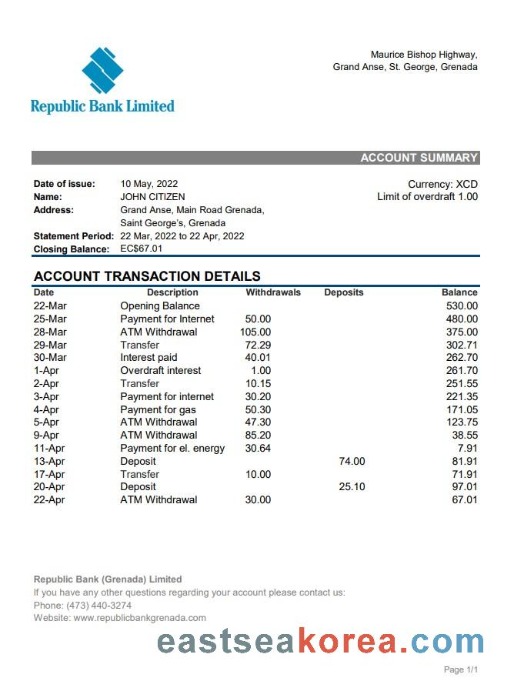 Maurice Bishop Highway,
Grand Anse, St. George, Grenada
Republic Bank Limited
ACCOUNT SUMMARY
Date of issue: 10 May, 2022 Currency: XCD
Name: JOHN CITIZEN Limit of overdraft 1.00
Address: Grand Anse, Main Road Grenada,
Saint George's, Grenada
Statement Period: 22 Mar, 2022 to 22 Apr, 2022
Closing Balance: EC$67.01
ACCOUNT TRANSACTION DETAILS
Date Description Withdrawals Deposits Balance
22-Mar Opening Balance 530.00
25-Mar Payment for Internet 50.00 480.00
28-Mar ATM Withdrawal 105.00 375.00
29-Mar Transfer 72.29 302.71
30-Mar Interest paid 40.01 262.70
1-Apr Overdraft interest 1.00 261.70
2-Apr Transfer 10.15 251.55
3-Apr Payment for internet 30.20 221.35
4-Apr Payment for gas 50.30 171.05
5-Apr ATM Withdrawal 47.30 123.75
9-Apr ATM Withdrawal 85.20 38.55
11-Apr Payment for el. energy 30.64 7.91
13-Apr Deposit 74.00 81.91
17-Apr Transfer 10.00 71.91
20-Apr Deposit 25.10 97.01
22-Apr ATM Withdrawal 30.00 67.01
Republic Bank (Grenada) Limited
If you have any other questions regarding your account please contact us:
Phone: (473) 440-3274
Website: www.republicbankgrenada.com
eastseakorea.com
Page 1/1